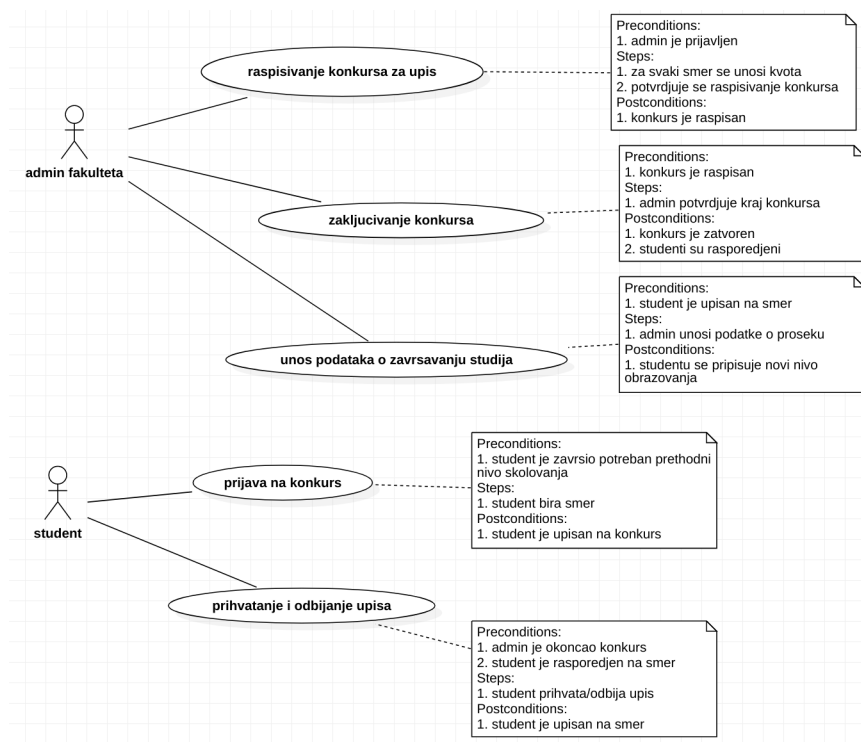 raspisivanje konkursa za upis
Preconditions:
1. admin je prijavljen
Steps:
1. za svaki smer se unosi kvota
2. potvrdjuje se raspisivanje konkursa
Postconditions:
1. konkurs je raspisan
admin fakulteta
zakljucivanje konkursa
Preconditions:
1. konkurs je raspisan
Steps:
1. admin potvrdjuje kraj konkursa
Postconditions:
1. konkurs je zatvoren
2. studenti su rasporedjeni
unos podataka o zavrsavanju studija
Preconditions:
1. student je upisan na smer
Steps:
1. admin unosi podatke o proseku
Postconditions:
1. studentu se pripisuje novi nivo
obrazovanja
student
prijava na konkurs
Preconditions:
1. student je zavrsio potreban prethodni
nivo skolovanja
Steps:
1. student bira smer
Postconditions:
1. student je upisan na konkurs
prihvatanje i odbijanje upisa
Preconditions:
1. admin je okoncao konkurs
2. student je rasporedjen na smer
Steps:
1. student prihvata/odbija upis
Postconditions:
1. student je upisan na smer